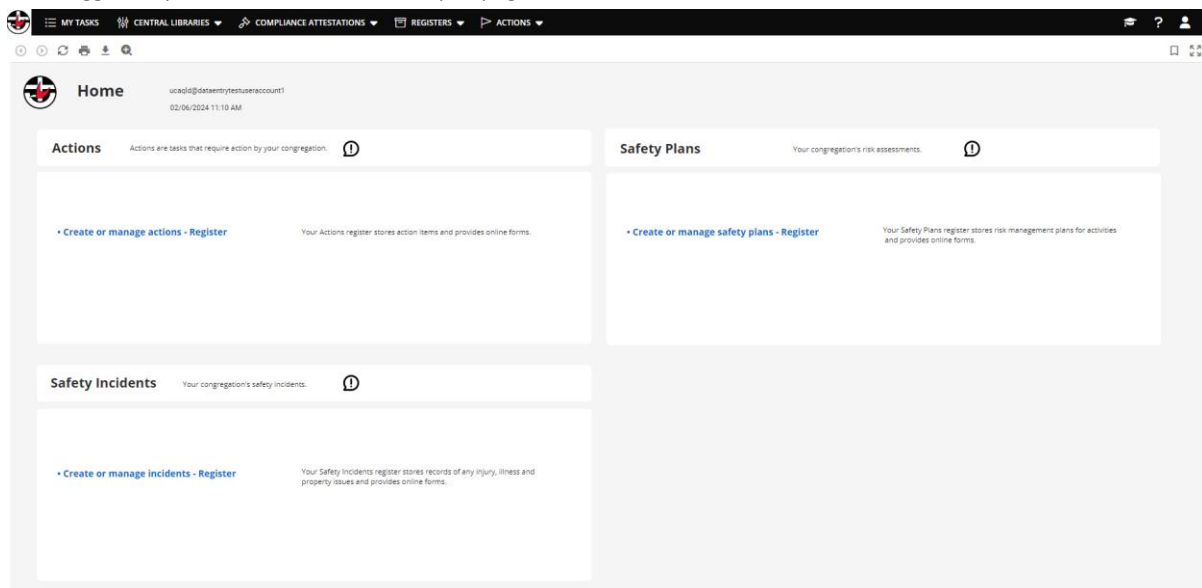 MY TASKS CENTRAL LIBRARIES COMPLIANCE ATTESTATIONS REGISTERS ACTIONS ?
Home
ucaqld@dataentrytestuseraccount1
02/06/2024 11:10 AM
Actions Actions are tasks that require action by your congregation.
Safety Plans Your congregation's risk assessments.
• Create or manage actions - Register Your Actions register stores action items and provides online forms.
• Create or manage safety plans - Register Your Safety Plans register stores risk management plans for activities
and provides online forms.
Safety Incidents Your congregation's safety incidents.
• Create or manage incidents - Register Your Safety Incidents register stores records of any injury, illness and
property issues and provides online forms.